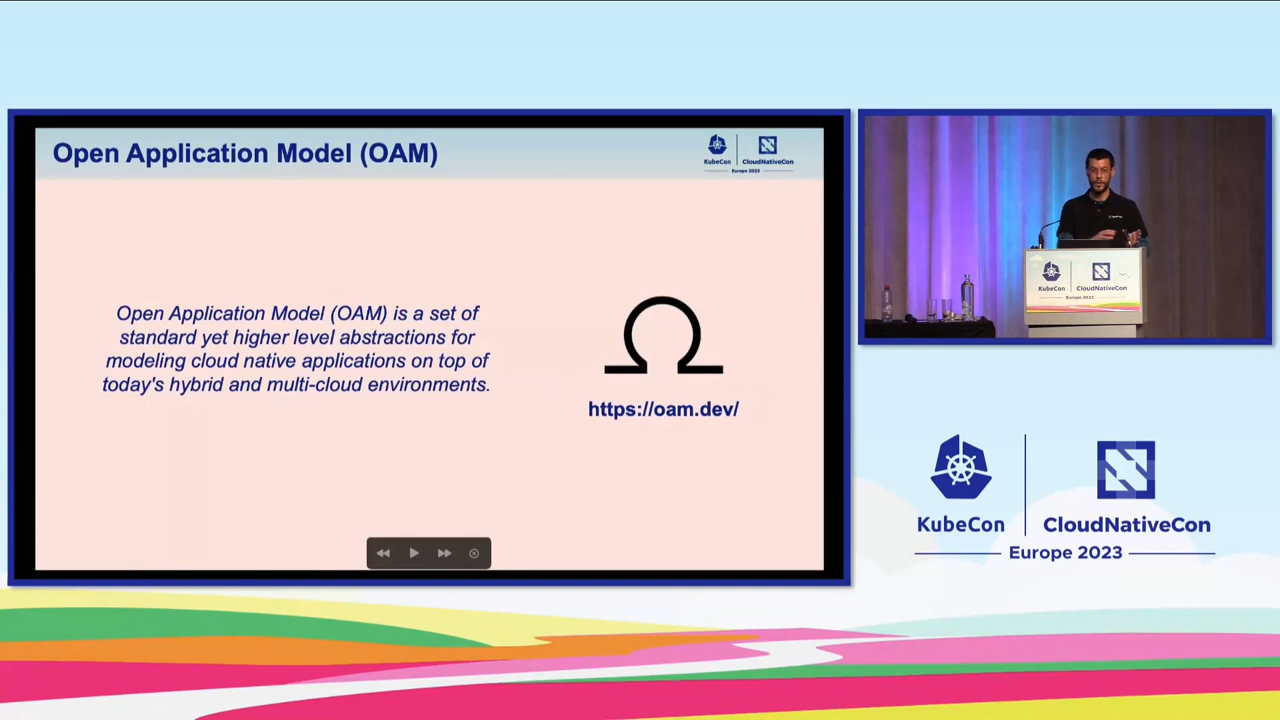 Open Application Model (OAM)
KubeCon
CloudNativeCon
Europe 2023
Open Application Model (OAM) is a set of
standard yet higher level abstractions for
modeling cloud native applications on top of
today's hybrid and multi-cloud environments.
https://oam.dev/
KubeCon
CloudNativeCon
Europe 2023
KubeCon
CloudNativeCon
Europe 2023